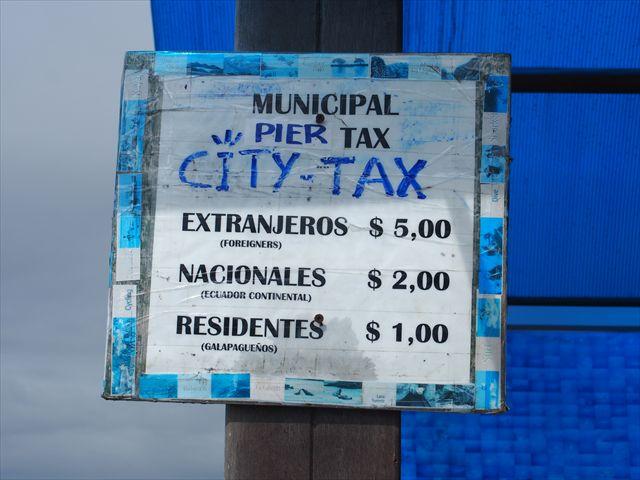 MUNICIPAL
PIER TAX
CITY-TAX
EXTRANJEROS $ 5,00
(FOREIGNERS)
NACIONALES $ 2,00
(ECUADOR CONTINENTAL)
RESIDENTES $ 1,00
(GALAPAGUEÑOS)